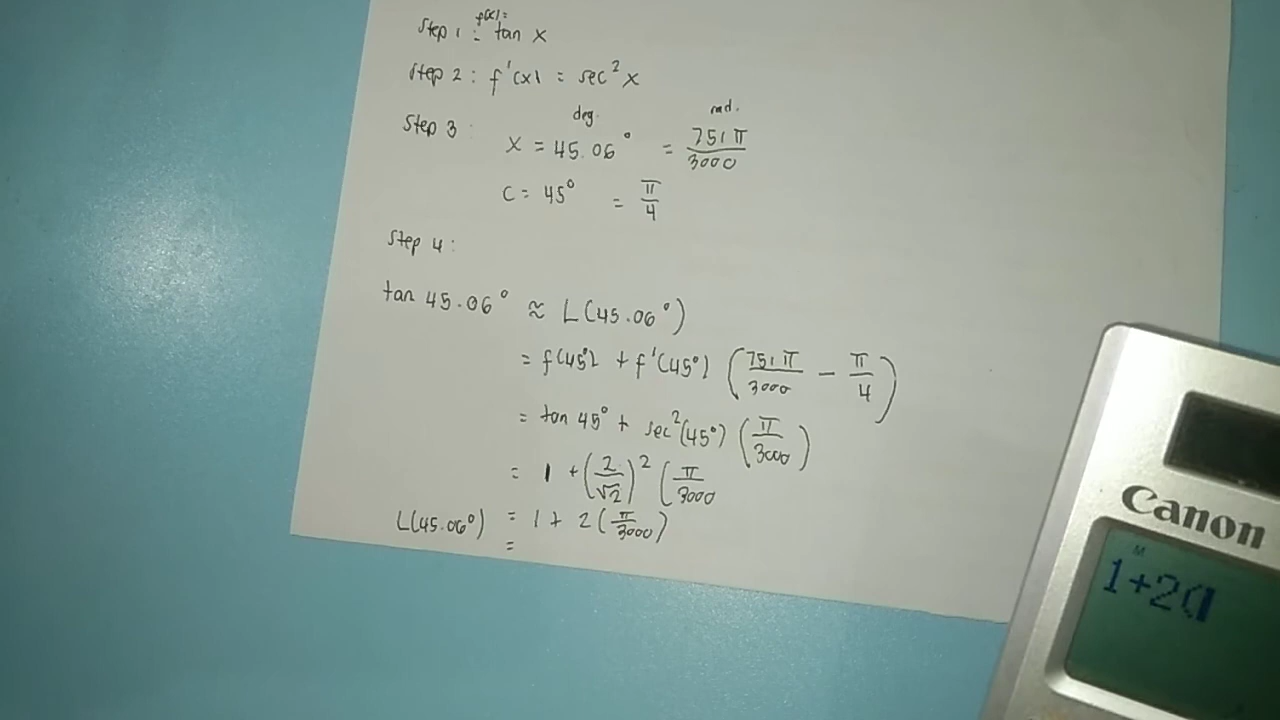 f(x) =
Step 1 : tan x
Step 2 : f'(x) = sec² x
deg. rad.
Step 3 : x = 45.06° = 751π/3000
c = 45° = π/4
Step 4 :
tan 45.06° ≈ L(45.06°)
= f(45°) + f'(45°) (751π/3000 − π/4)
= tan 45° + sec²(45°) (π/3000)
= 1 + (2/√2)² (π/3000
L(45.06°) = 1 + 2(π/3000)
=
Canon
M
1+2(